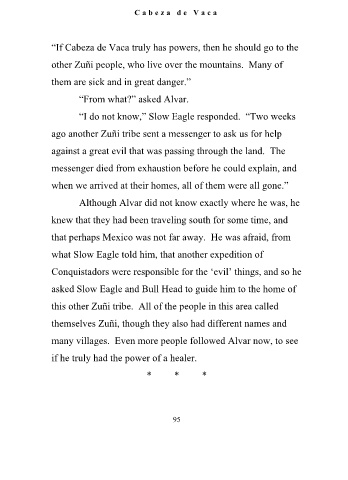 Cabeza de Vaca
“If Cabeza de Vaca truly has powers, then he should go to the
other Zuñi people, who live over the mountains.  Many of
them are sick and in great danger.”
“From what?” asked Alvar.
“I do not know,” Slow Eagle responded.  “Two weeks
ago another Zuñi tribe sent a messenger to ask us for help
against a great evil that was passing through the land.  The
messenger died from exhaustion before he could explain, and
when we arrived at their homes, all of them were all gone.”
Although Alvar did not know exactly where he was, he
knew that they had been traveling south for some time, and
that perhaps Mexico was not far away.  He was afraid, from
what Slow Eagle told him, that another expedition of
Conquistadors were responsible for the ‘evil’ things, and so he
asked Slow Eagle and Bull Head to guide him to the home of
this other Zuñi tribe.  All of the people in this area called
themselves Zuñi, though they also had different names and
many villages.  Even more people followed Alvar now, to see
if he truly had the power of a healer.
* * *
95